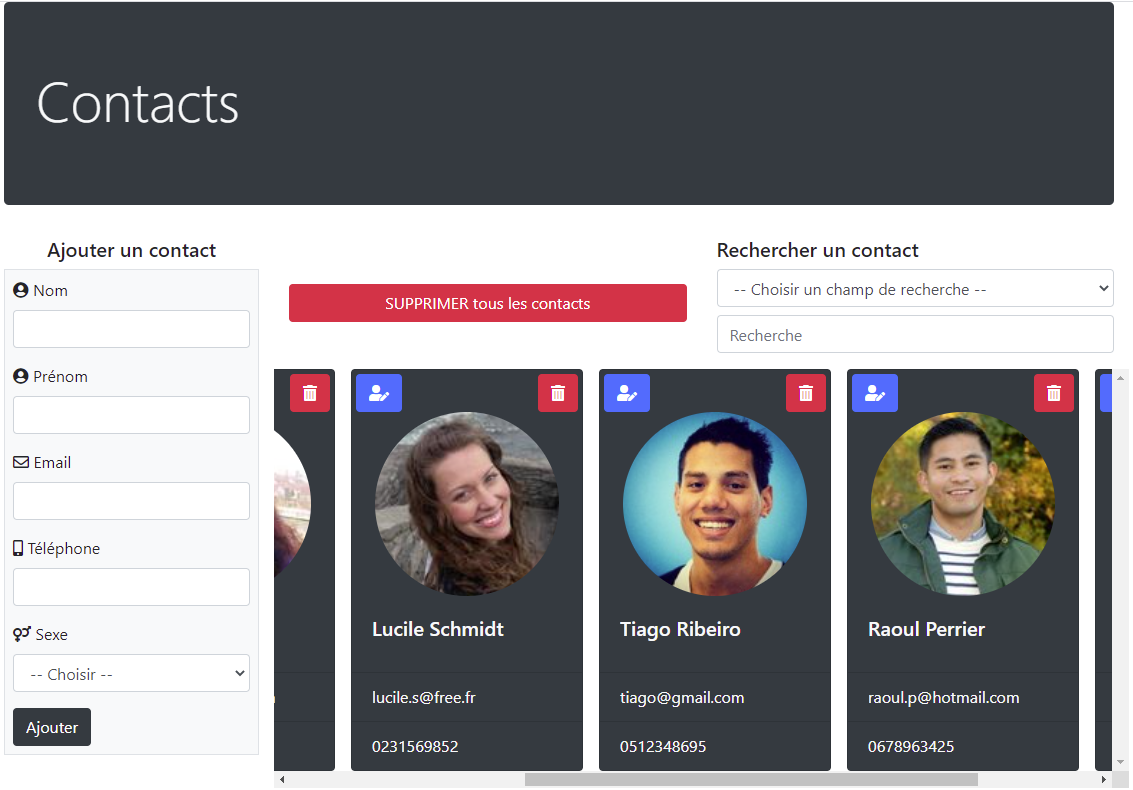 Contacts
Ajouter un contact
Nom
Prénom
Email
Téléphone
Sexe
-- Choisir --
Ajouter
SUPPRIMER tous les contacts
Rechercher un contact
-- Choisir un champ de recherche --
Recherche
Lucile Schmidt
lucile.s@free.fr
0231569852
Tiago Ribeiro
tiago@gmail.com
0512348695
Raoul Perrier
raoul.p@hotmail.com
0678963425